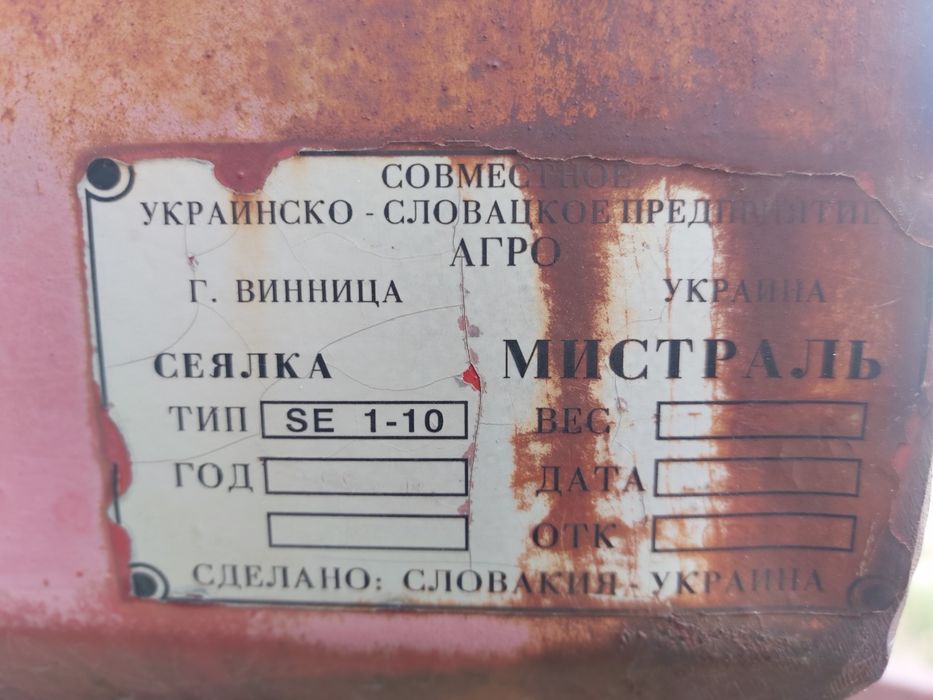 СОВМЕСТНОЕ
УКРАИНСКО - СЛОВАЦКОЕ ПРЕДПРИЯТИЕ
АГРО
Г. ВИННИЦА УКРАИНА
СЕЯЛКА МИСТРАЛЬ
ТИП SE 1-10 ВЕС
ГОД ДАТА
ОТК
СДЕЛАНО: СЛОВАКИЯ - УКРАИНА